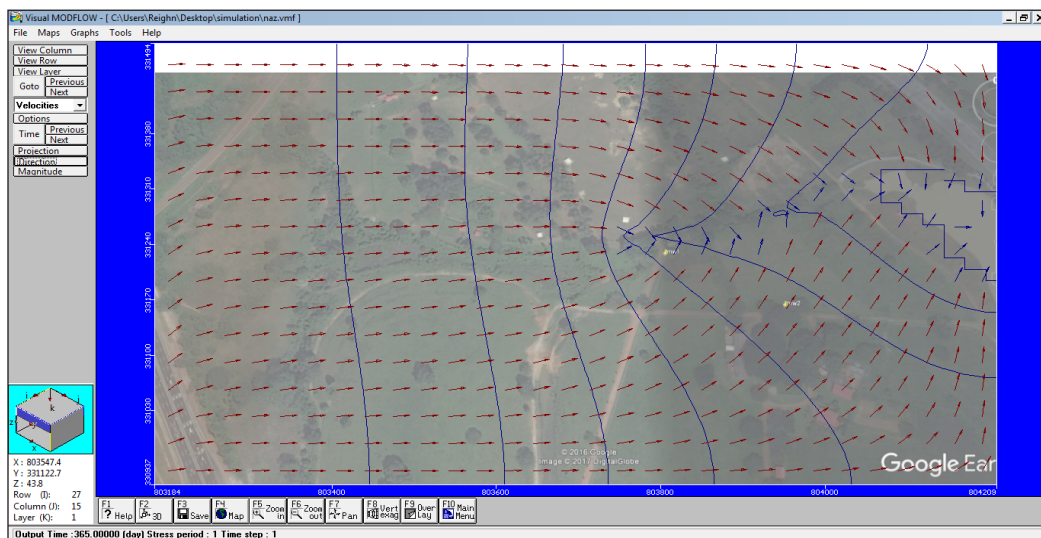 Visual MODFLOW - [ C:\Users\Reighn\Desktop\simulation\naz.vmf ]
File Maps Graphs Tools Help
View Column
View Row
View Layer
Goto Previous
Next
Velocities
Options
Time Previous
Next
Projection
Direction
Magnitude
331494
331380
331310
331240
331170
331100
331030
330937
mw2
© 2016 Google
Image © 2017 DigitalGlobe
Google Ear
803184 803400 803600 803800 804000 804209
i j
k
z y
x
X : 803547.4
Y : 331122.7
Z : 43.8
Row (I): 27
Column (J): 15
Layer (K): 1
F1 ? Help
F2 3D
F3 Save
F4 Map
F5 Zoom in
F6 Zoom out
F7 Pan
F8 Vert exag
F9 Over Lay
F10 Main Menu
Output Time :365.00000 [day] Stress period : 1 Time step : 1